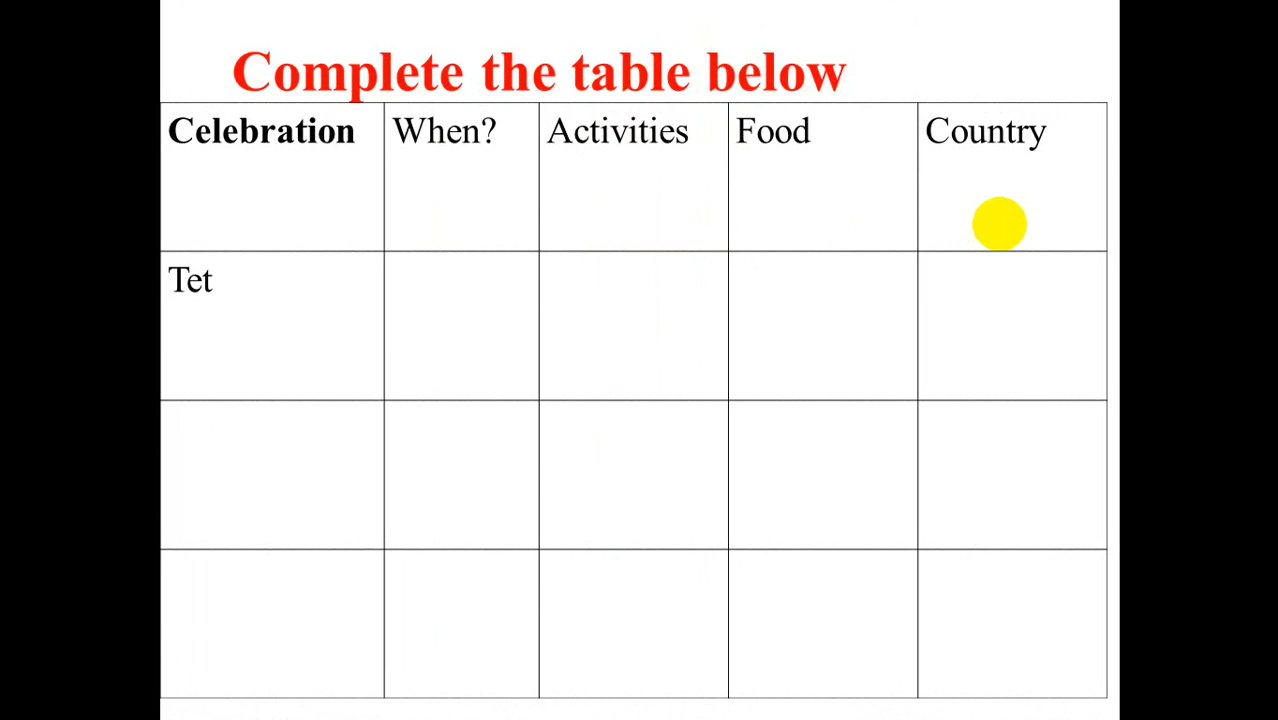 Complete the table below
Celebration When? Activities Food Country
Tet